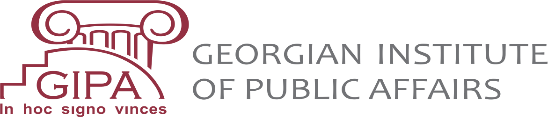 GIPA
In hoc signo vinces
GEORGIAN INSTITUTE
OF PUBLIC AFFAIRS